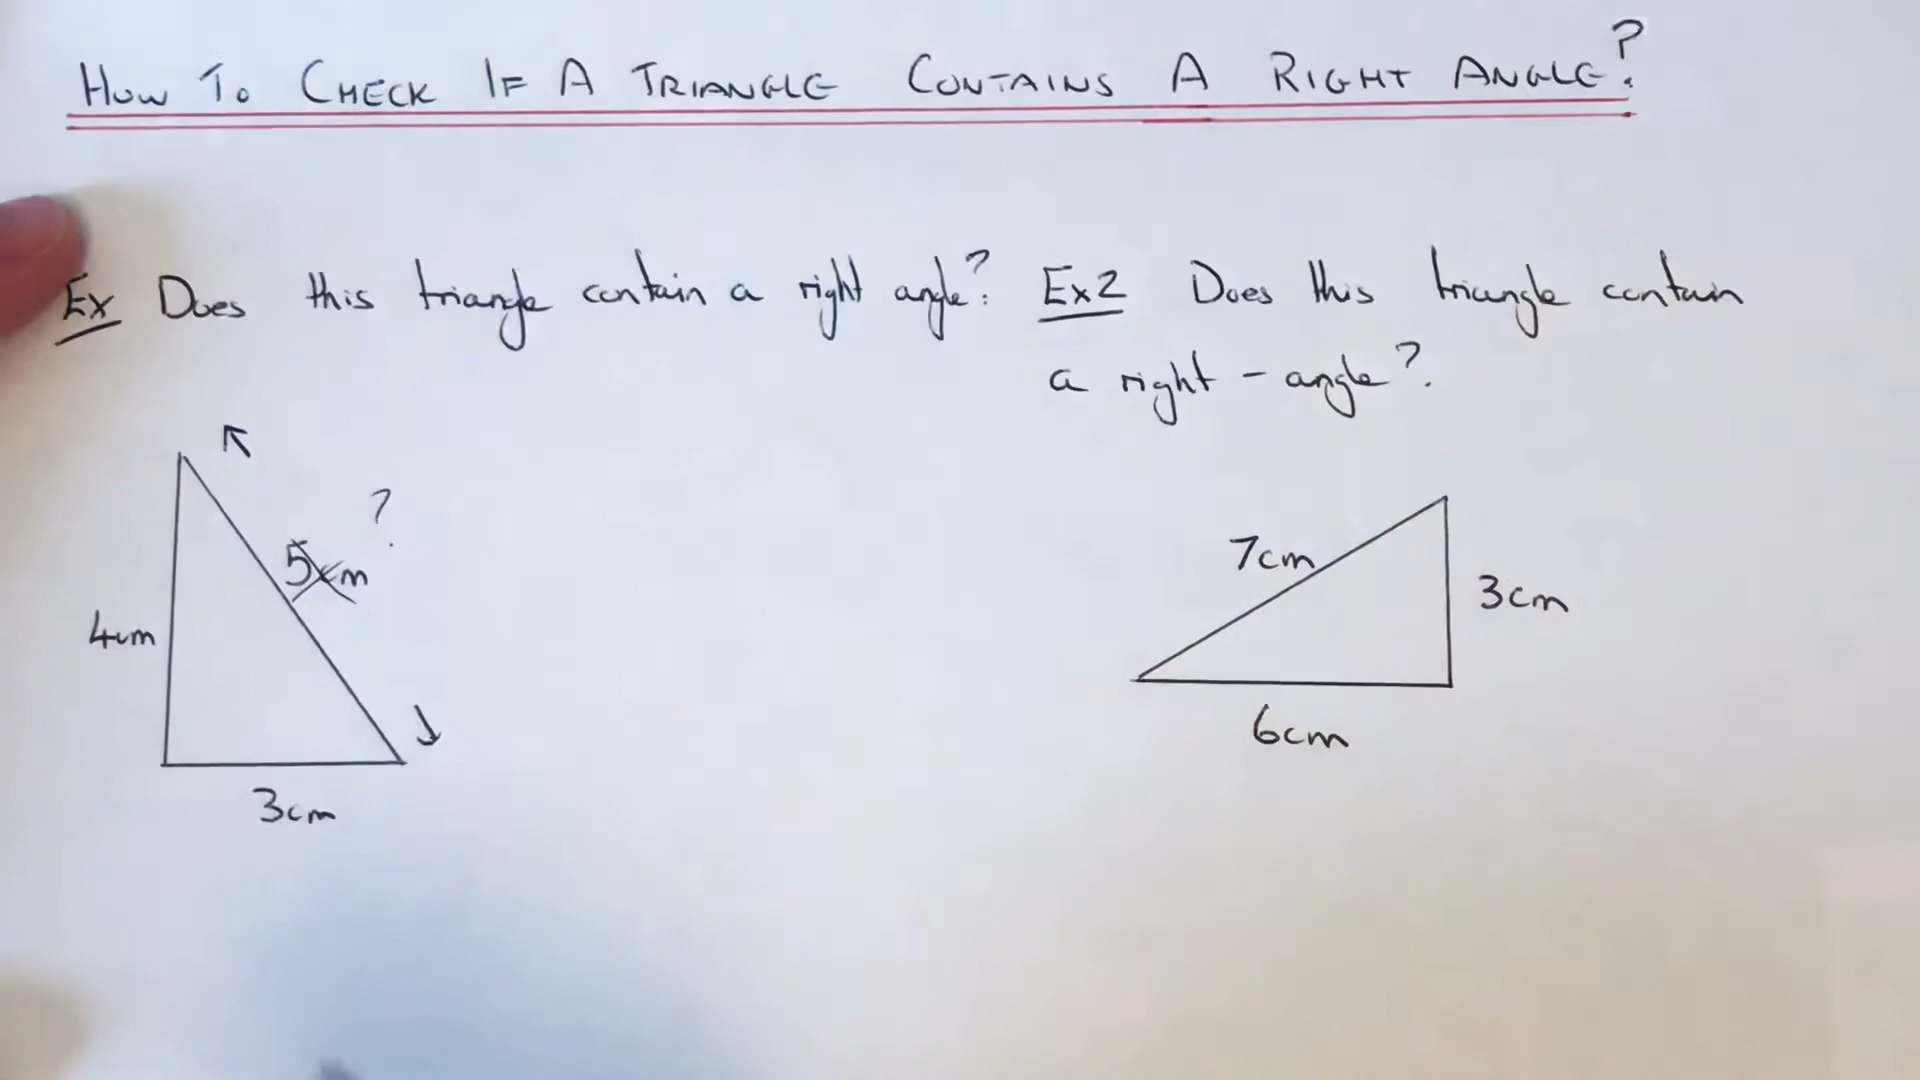 HOW TO CHECK IF A TRIANGLE CONTAINS A RIGHT ANGLE?
Ex Does this triangle contain a right angle?
Ex2 Does this triangle contain
a right - angle?
?
5cm
4cm
3cm
7cm
3cm
6cm